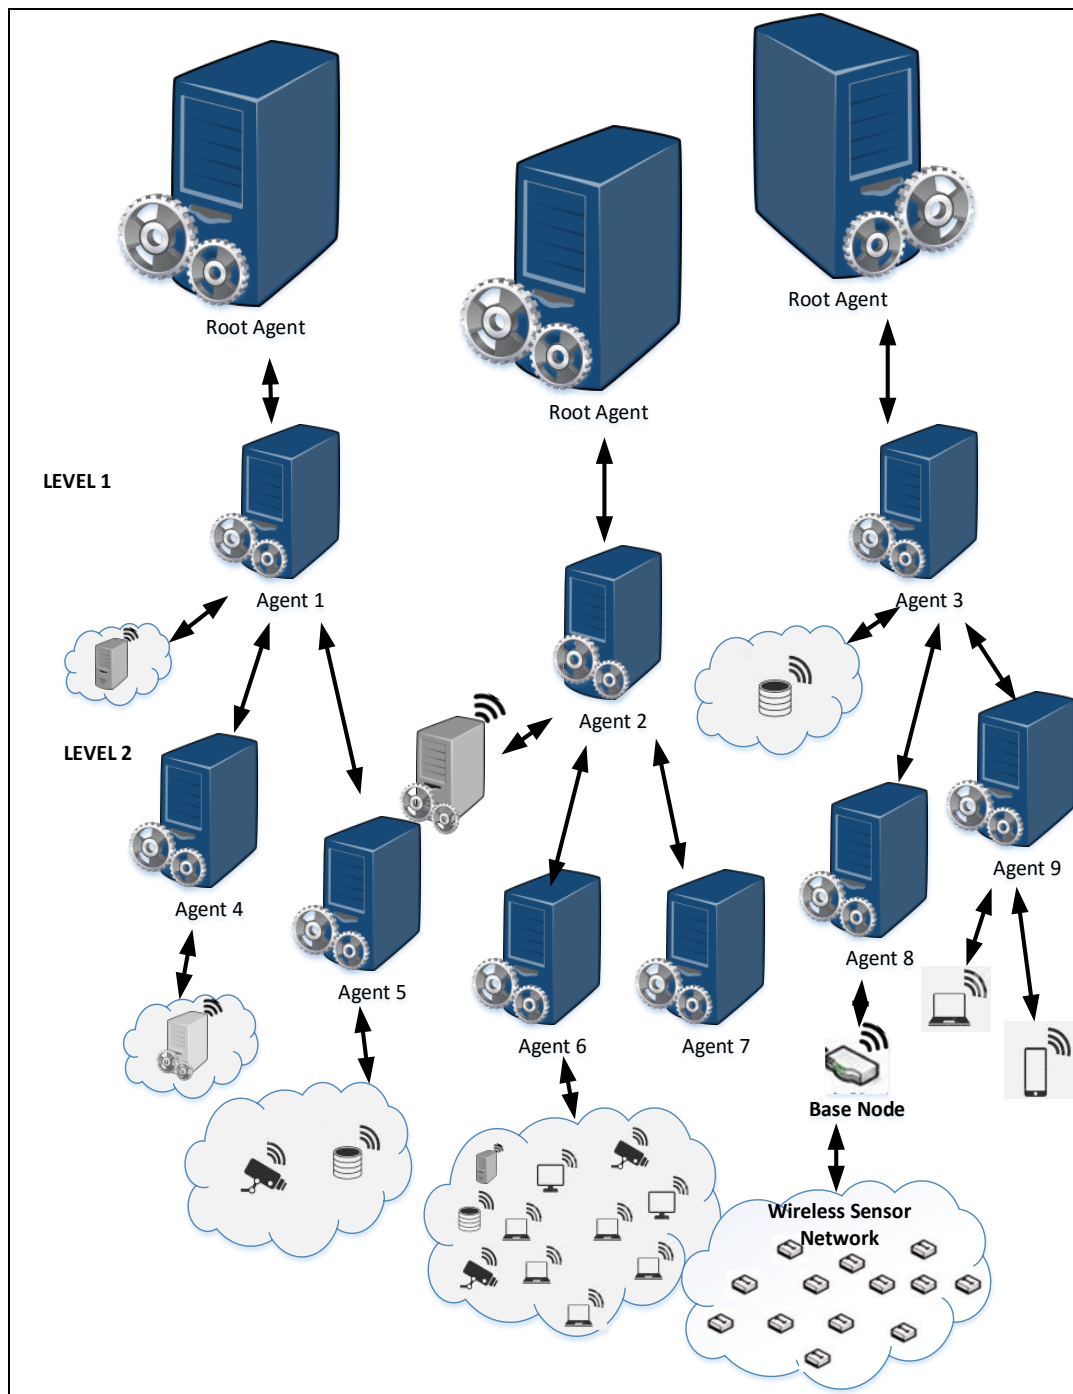 Root Agent
Root Agent
Root Agent
LEVEL 1
Agent 1
Agent 3
Agent 2
LEVEL 2
Agent 9
Agent 4
Agent 8
Agent 5
Agent 6
Agent 7
Base Node
Wireless Sensor
Network